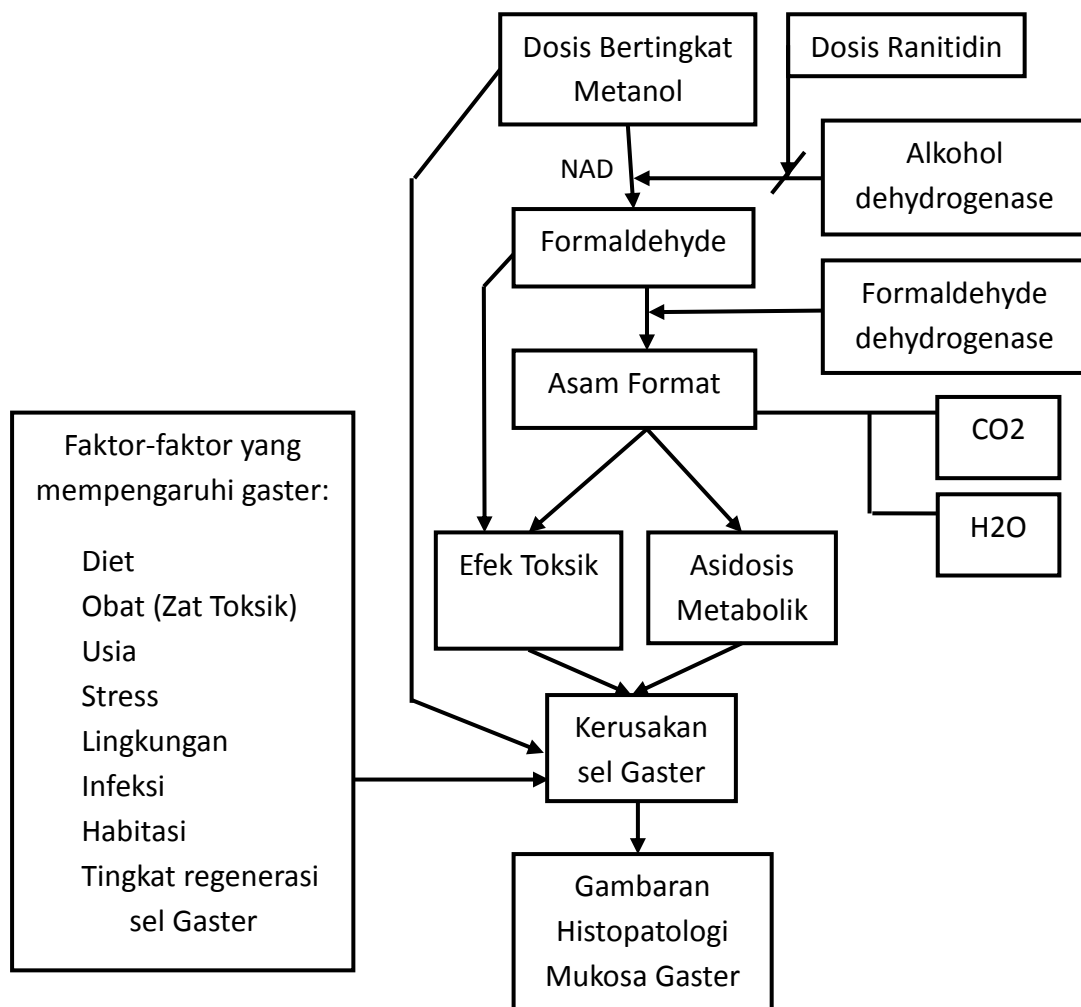 Dosis Bertingkat
Metanol
Dosis Ranitidin
NAD
Alkohol
dehydrogenase
Formaldehyde
Formaldehyde
dehydrogenase
Asam Format
CO2
H2O
Faktor-faktor yang
mempengaruhi gaster:
Diet
Obat (Zat Toksik)
Usia
Stress
Lingkungan
Infeksi
Habitasi
Tingkat regenerasi
sel Gaster
Efek Toksik
Asidosis
Metabolik
Kerusakan
sel Gaster
Gambaran
Histopatologi
Mukosa Gaster